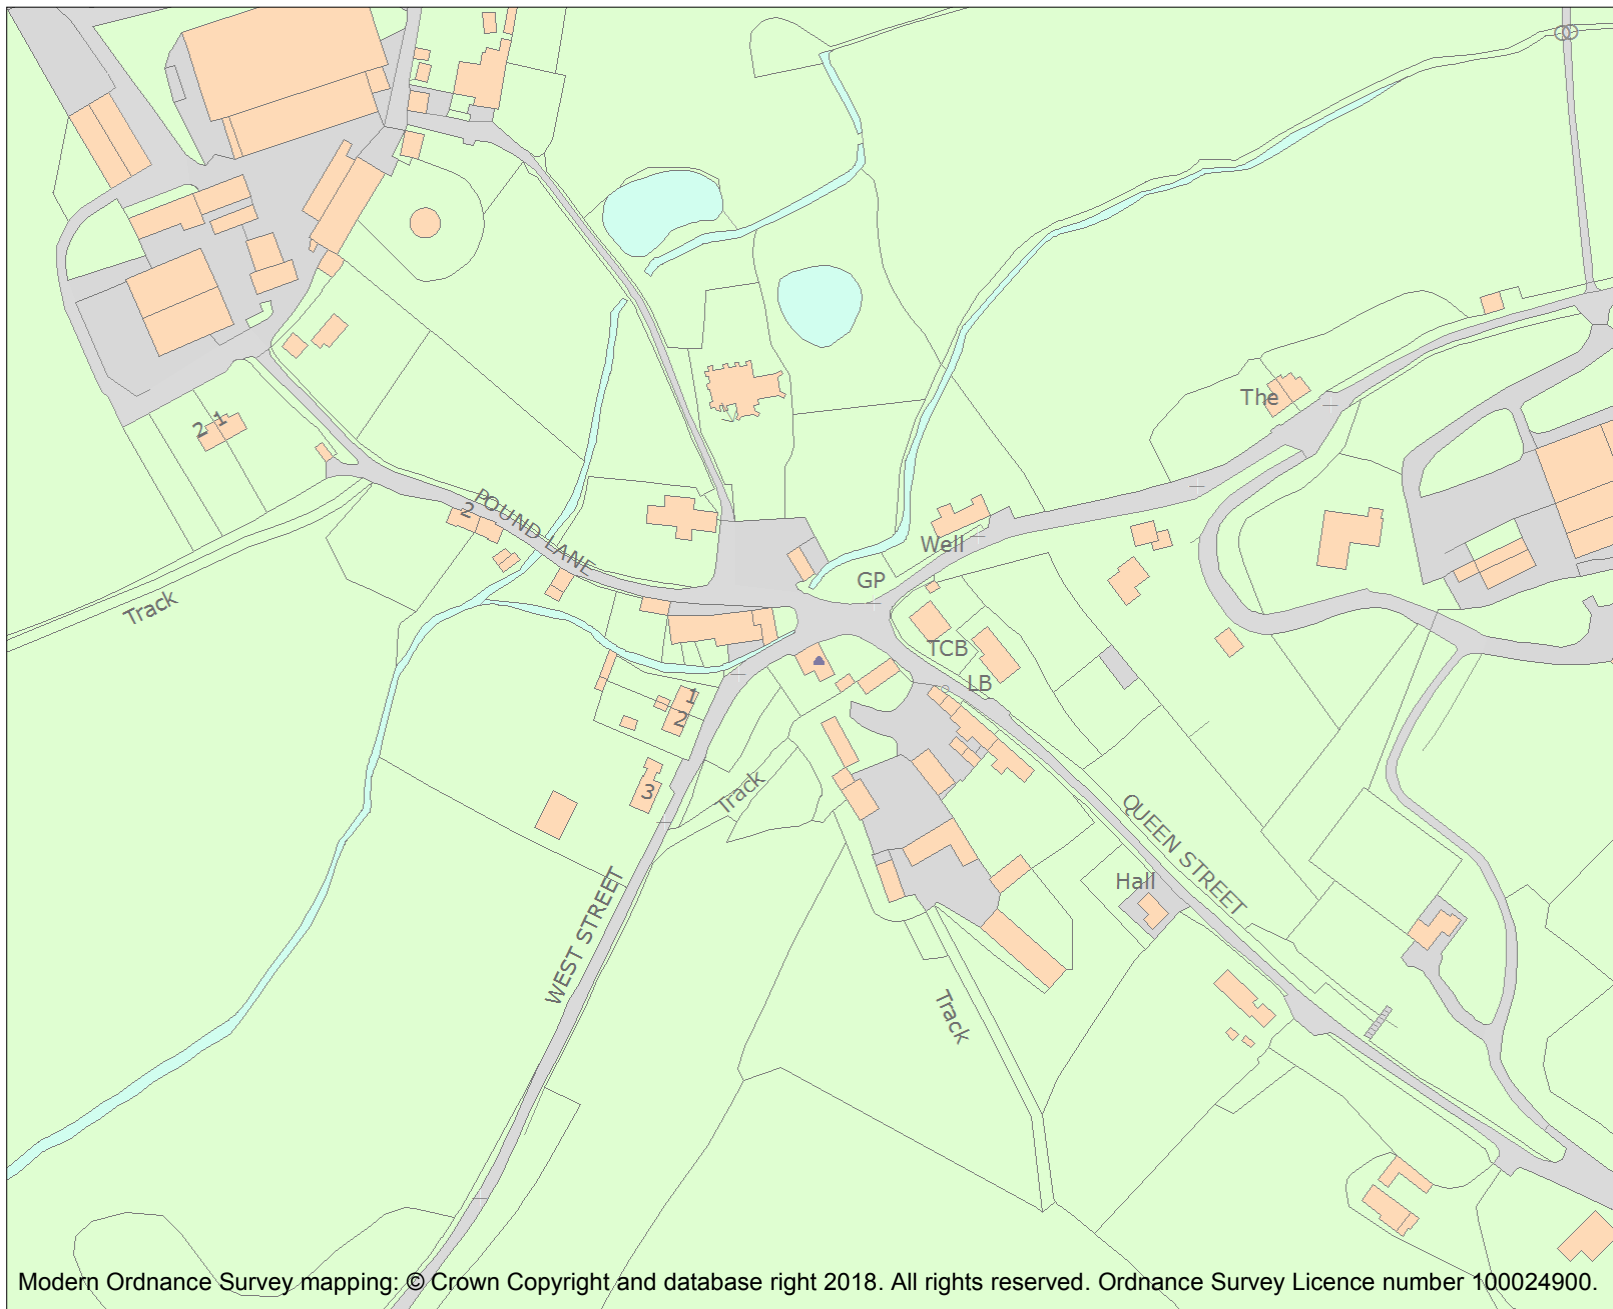 The
2 1
POUND LANE
2
Well
GP
Track
TCB
LB
1
2
3
Track
QUEEN STREET
WEST STREET
Hall
Track
Modern Ordnance Survey mapping: © Crown Copyright and database right 2018. All rights reserved. Ordnance Survey Licence number 100024900.